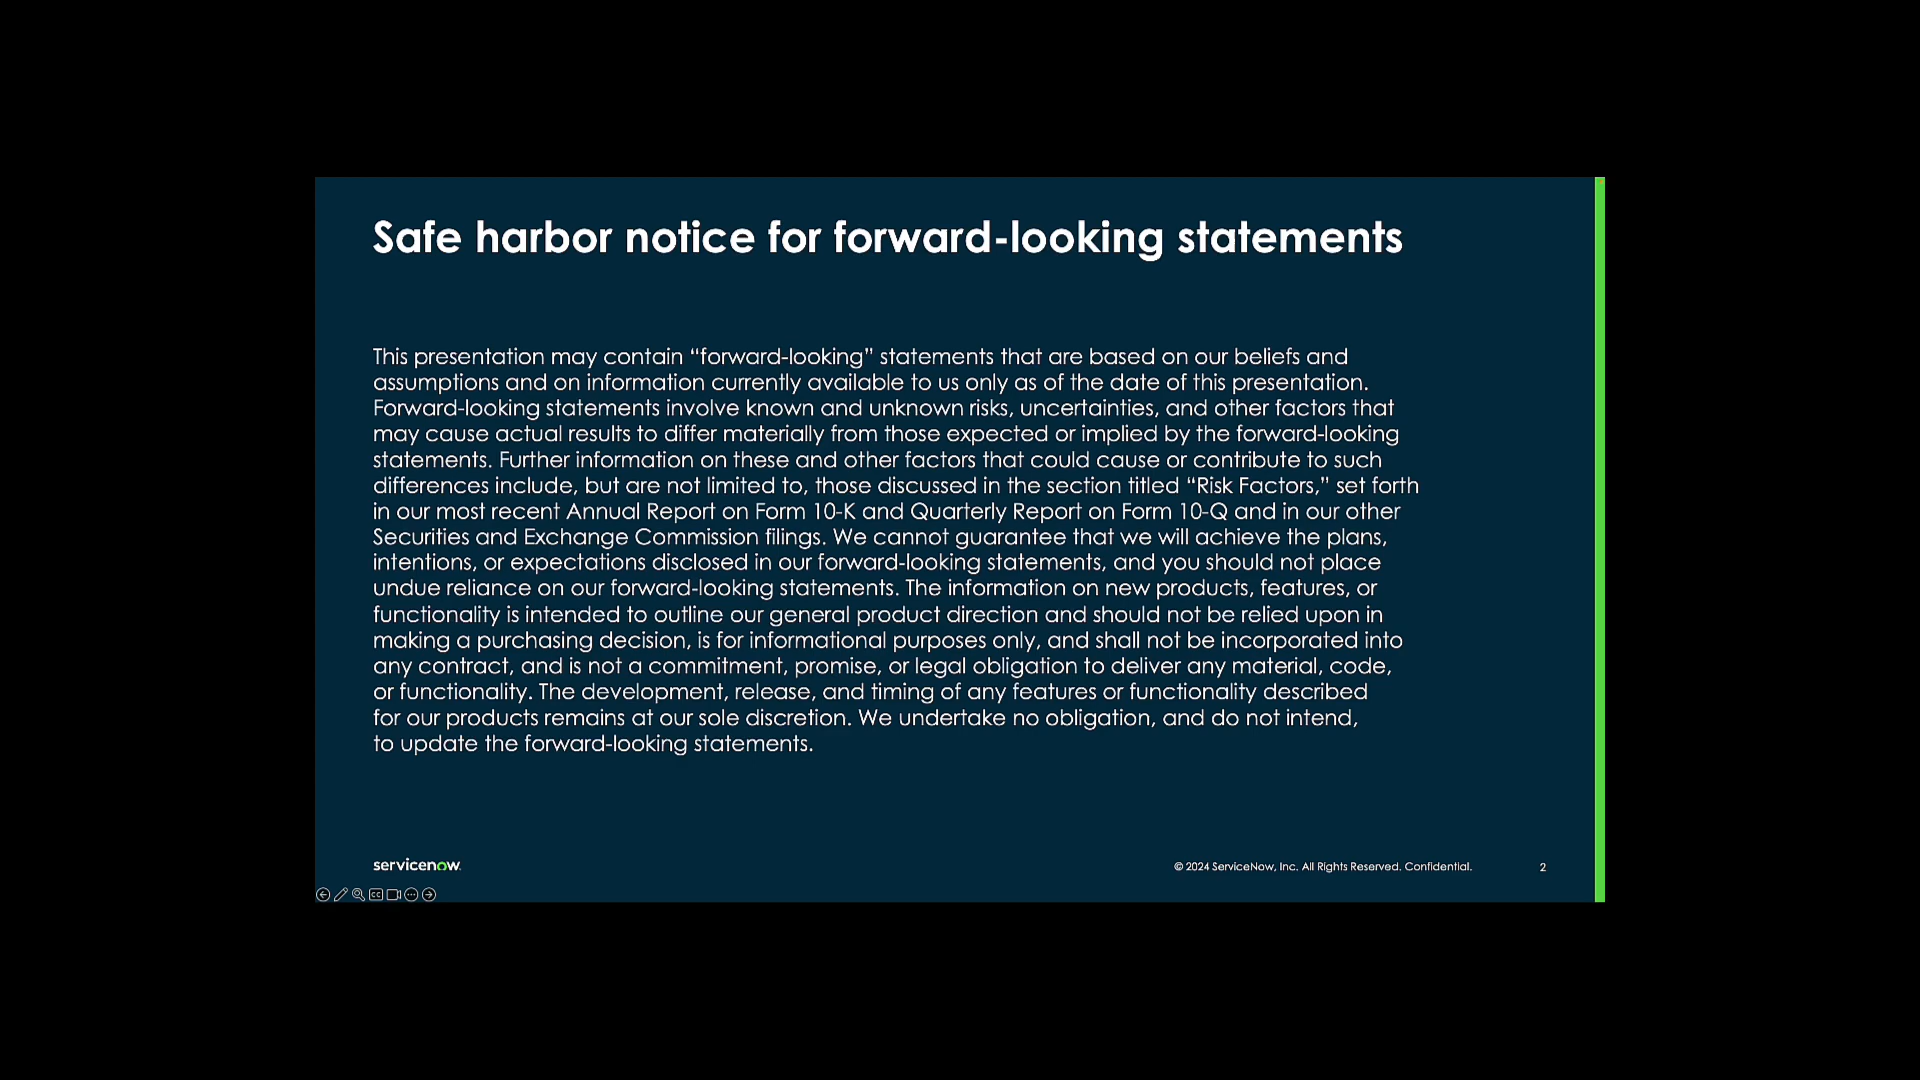 Safe harbor notice for forward-looking statements
This presentation may contain “forward-looking” statements that are based on our beliefs and
assumptions and on information currently available to us only as of the date of this presentation.
Forward-looking statements involve known and unknown risks, uncertainties, and other factors that
may cause actual results to differ materially from those expected or implied by the forward-looking
statements. Further information on these and other factors that could cause or contribute to such
differences include, but are not limited to, those discussed in the section titled “Risk Factors,” set forth
in our most recent Annual Report on Form 10-K and Quarterly Report on Form 10-Q and in our other
Securities and Exchange Commission filings. We cannot guarantee that we will achieve the plans,
intentions, or expectations disclosed in our forward-looking statements, and you should not place
undue reliance on our forward-looking statements. The information on new products, features, or
functionality is intended to outline our general product direction and should not be relied upon in
making a purchasing decision, is for informational purposes only, and shall not be incorporated into
any contract, and is not a commitment, promise, or legal obligation to deliver any material, code,
or functionality. The development, release, and timing of any features or functionality described
for our products remains at our sole discretion. We undertake no obligation, and do not intend,
to update the forward-looking statements.
servicenow
© 2024 ServiceNow, Inc. All Rights Reserved. Confidential.
2
CC